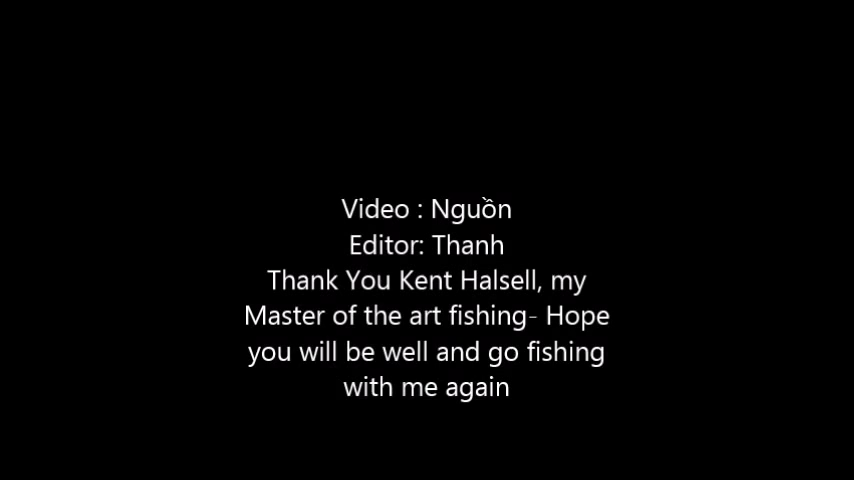 Video : Nguồn
Editor: Thanh
Thank You Kent Halsell, my
Master of the art fishing- Hope
you will be well and go fishing
with me again